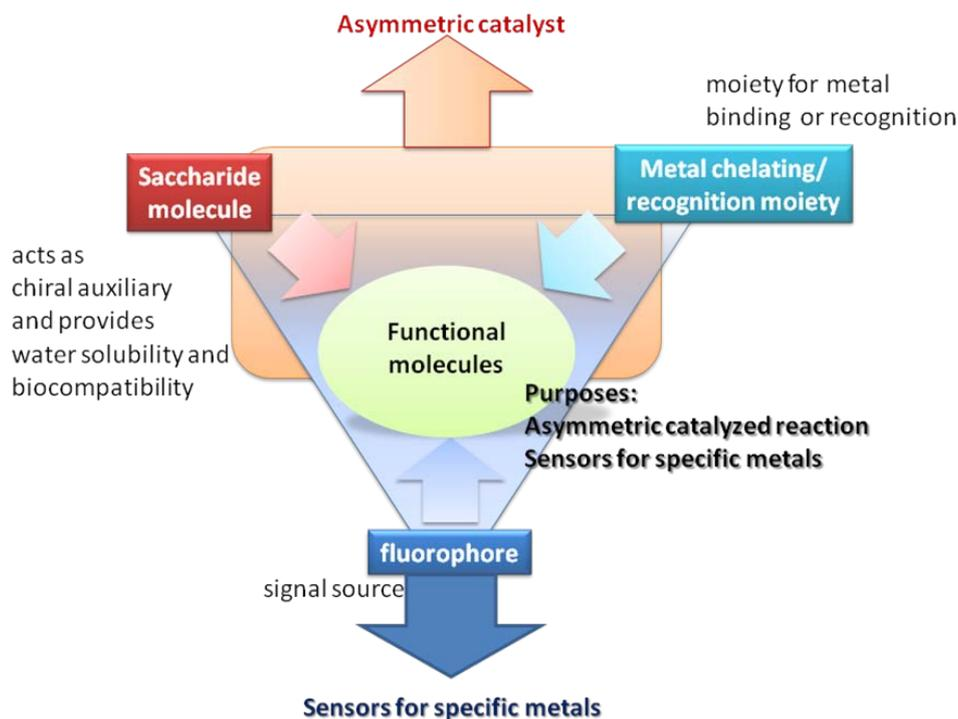 Asymmetric catalyst
moiety for metal
binding or recognition
Saccharide
molecule
Metal chelating/
recognition moiety
acts as
chiral auxiliary
and provides
water solubility and
biocompatibility
Functional
molecules
Purposes:
Asymmetric catalyzed reaction
Sensors for specific metals
fluorophore
signal source
Sensors for specific metals